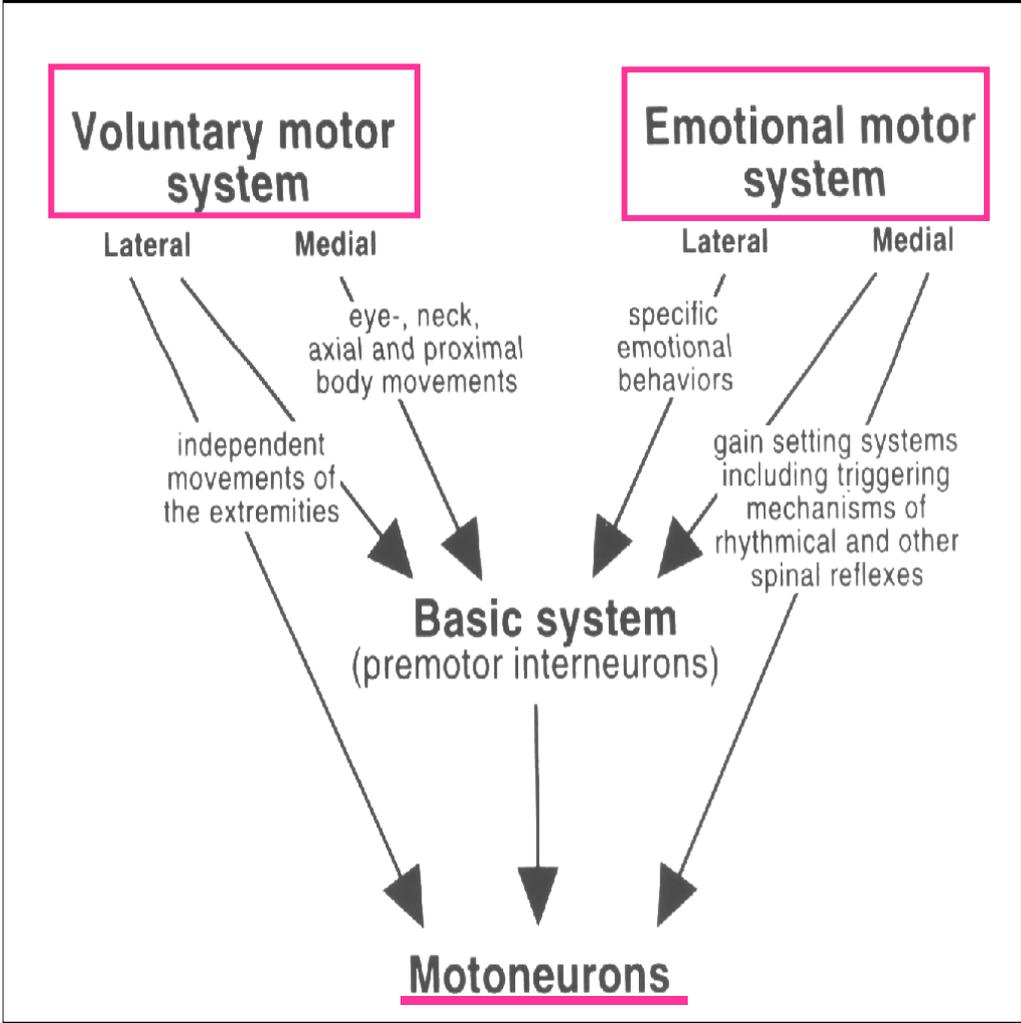 Voluntary motor
system
Emotional motor
system
Lateral
Medial
Lateral
Medial
eye-, neck,
axial and proximal
body movements
specific
emotional
behaviors
independent
movements of
the extremities
gain setting systems
including triggering
mechanisms of
rhythmical and other
spinal reflexes
Basic system
(premotor interneurons)
Motoneurons